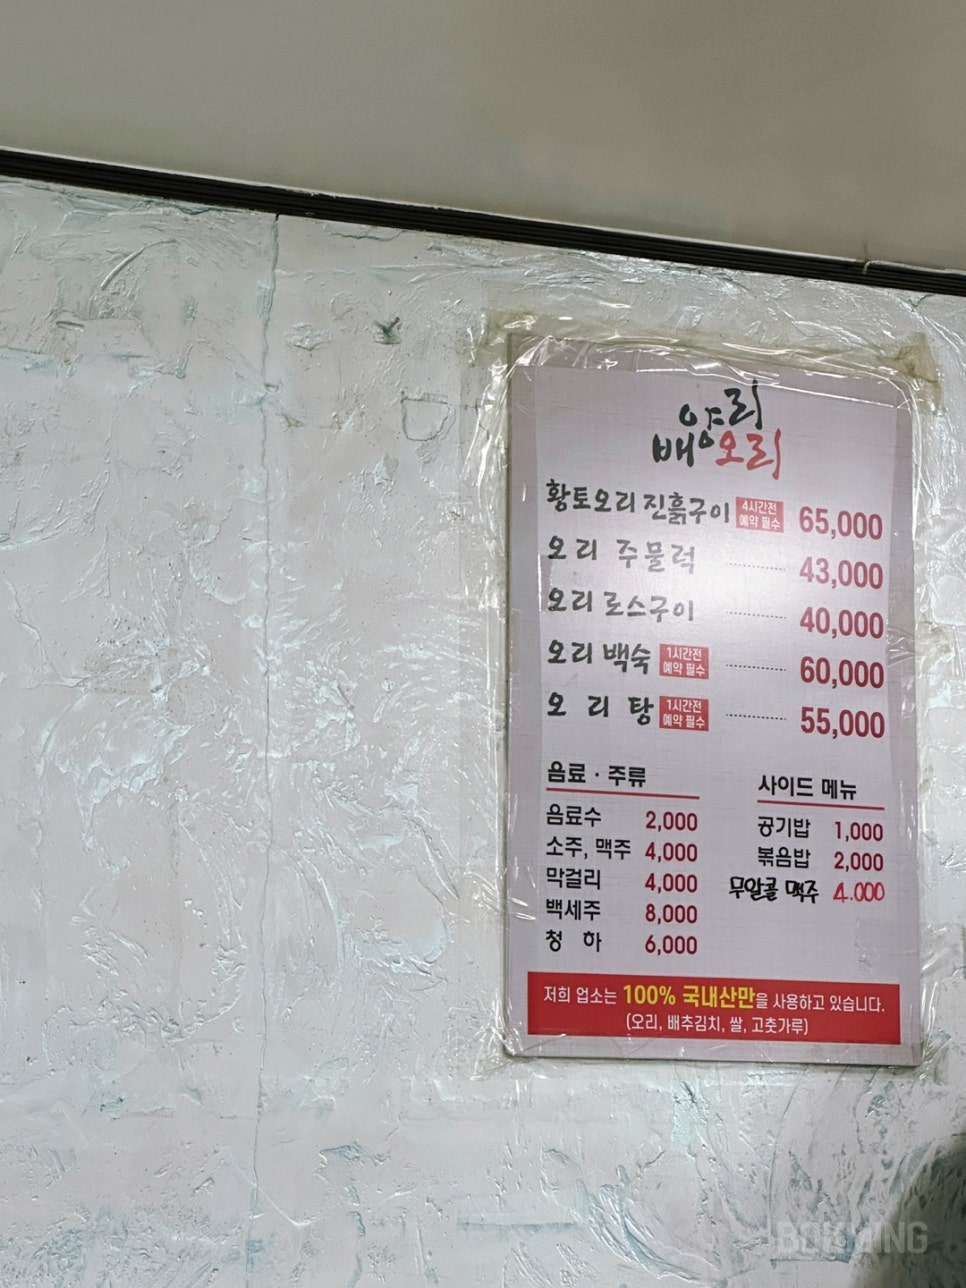 배양리
오리
황토오리 진흙구이 4시간전 예약 필수 65,000
오리 주물럭 43,000
오리 로스구이 40,000
오리 백숙 1시간전 예약 필수 60,000
오리탕 1시간전 예약 필수 55,000
음료 · 주류
음료수 2,000
소주, 맥주 4,000
막걸리 4,000
백세주 8,000
청하 6,000
사이드 메뉴
공기밥 1,000
볶음밥 2,000
무알콜 맥주 4.000
저희 업소는 100% 국내산만을 사용하고 있습니다.
(오리, 배추김치, 쌀, 고춧가루)